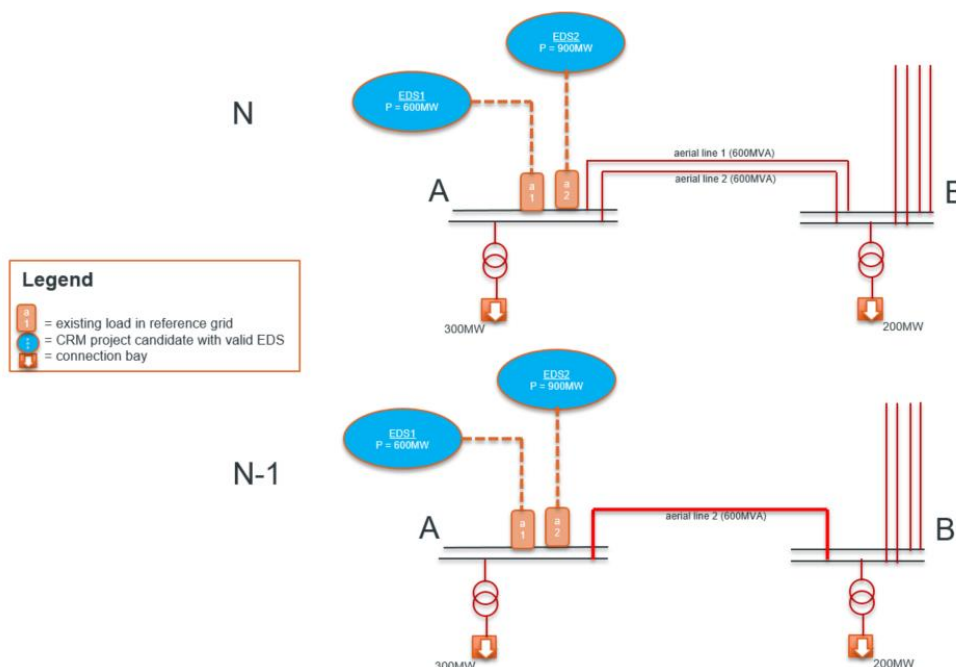 EDS2
P = 900MW
EDS1
P = 600MW
N
aerial line 1 (600MVA)
aerial line 2 (600MVA)
A
a
1
a
2
B
300MW
200MW
Legend
a
1
= existing load in reference grid
= CRM project candidate with valid EDS
= connection bay
EDS2
P = 900MW
EDS1
P = 600MW
N-1
A
a
1
a
2
aerial line 2 (600MVA)
B
300MW
200MW